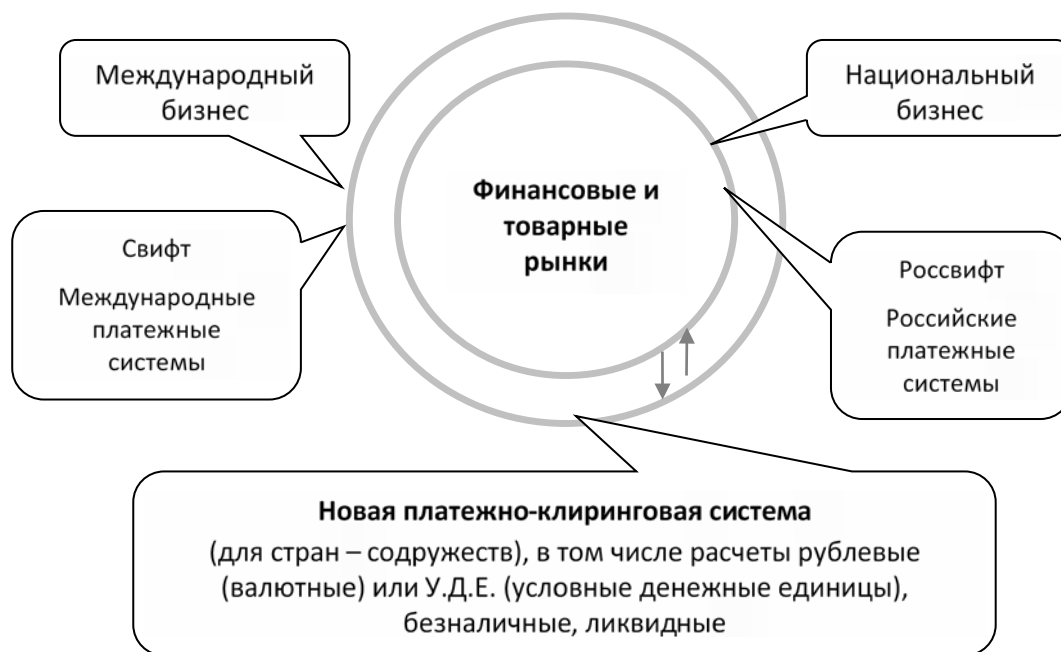 Международный
бизнес
Национальный
бизнес
Финансовые и
товарные
рынки
Свифт
Международные
платежные
системы
Россвифт
Российские
платежные
системы
Новая платежно-клиринговая система
(для стран – содружеств), в том числе расчеты рублевые
(валютные) или У.Д.Е. (условные денежные единицы),
безналичные, ликвидные